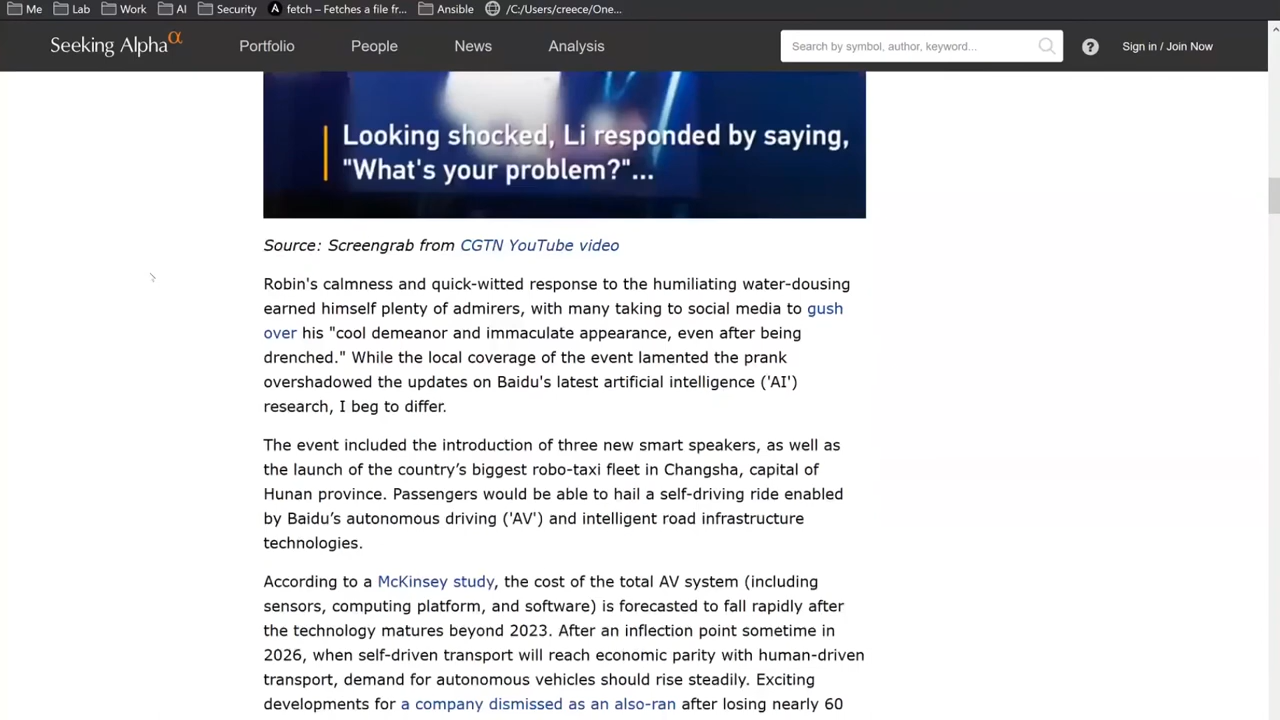 Me Lab Work AI Security fetch – Fetches a file fr... Ansible /C:/Users/creece/One...
Seeking Alpha α Portfolio People News Analysis Search by symbol, author, keyword... ? Sign in / Join Now
Looking shocked, Li responded by saying,
"What's your problem?"...
Source: Screengrab from CGTN YouTube video
Robin's calmness and quick-witted response to the humiliating water-dousing
earned himself plenty of admirers, with many taking to social media to gush
over his "cool demeanor and immaculate appearance, even after being
drenched." While the local coverage of the event lamented the prank
overshadowed the updates on Baidu's latest artificial intelligence ('AI')
research, I beg to differ.
The event included the introduction of three new smart speakers, as well as
the launch of the country’s biggest robo-taxi fleet in Changsha, capital of
Hunan province. Passengers would be able to hail a self-driving ride enabled
by Baidu’s autonomous driving ('AV') and intelligent road infrastructure
technologies.
According to a McKinsey study, the cost of the total AV system (including
sensors, computing platform, and software) is forecasted to fall rapidly after
the technology matures beyond 2023. After an inflection point sometime in
2026, when self-driven transport will reach economic parity with human-driven
transport, demand for autonomous vehicles should rise steadily. Exciting
developments for a company dismissed as an also-ran after losing nearly 60